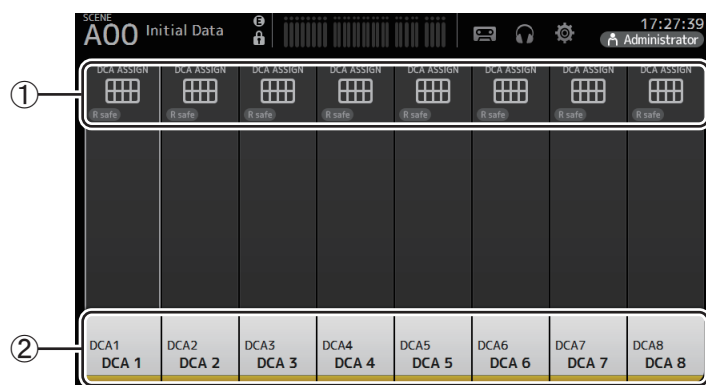 SCENE
A00 Initial Data
E
17:27:39
Administrator
①
DCA ASSIGN DCA ASSIGN DCA ASSIGN DCA ASSIGN DCA ASSIGN DCA ASSIGN DCA ASSIGN DCA ASSIGN
R safe R safe R safe R safe R safe R safe R safe R safe
②
DCA1 DCA2 DCA3 DCA4 DCA5 DCA6 DCA7 DCA8
DCA 1 DCA 2 DCA 3 DCA 4 DCA 5 DCA 6 DCA 7 DCA 8